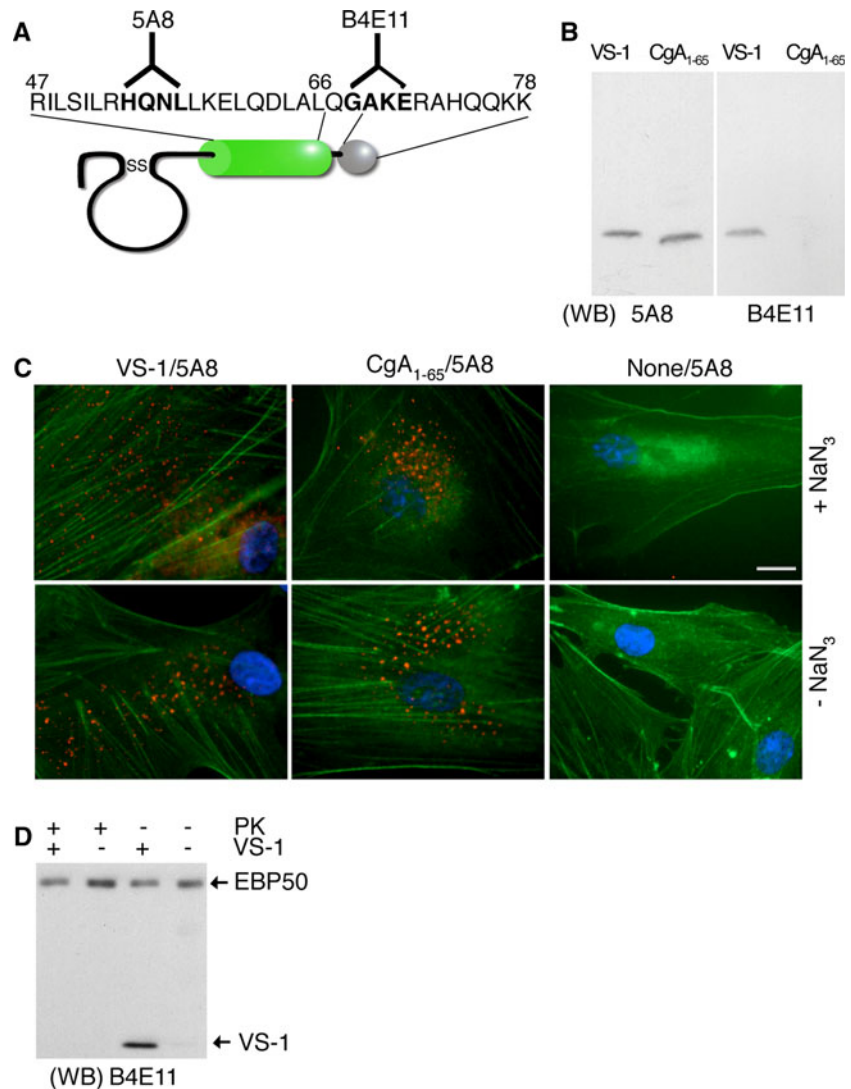 A
5A8
B4E11
47
66
78
RILSILRHQNLLKELQDLALQGAKERAHQQKK
SS
B
VS-1
CgA1-65
VS-1
CgA1-65
(WB) 5A8
B4E11
C
VS-1/5A8
CgA1-65/5A8
None/5A8
+ NaN3
- NaN3
D
+ + - - PK
+ - + - VS-1
EBP50
VS-1
(WB) B4E11